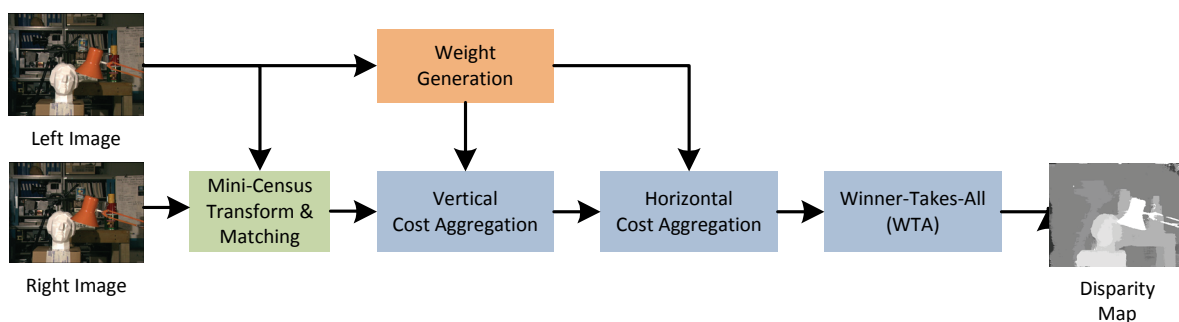 Weight
Generation
Left Image
Mini-Census
Transform &
Matching
Vertical
Cost Aggregation
Horizontal
Cost Aggregation
Winner-Takes-All
(WTA)
Right Image
Disparity
Map